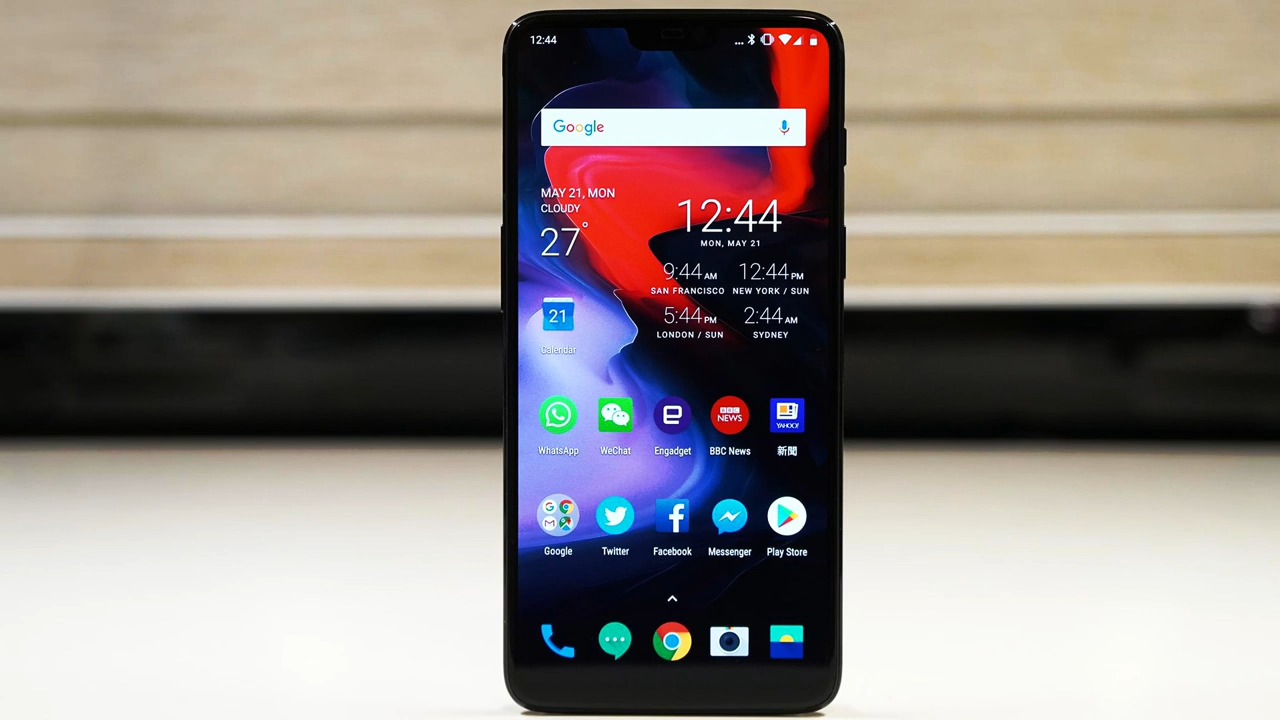 12:44
Google
MAY 21, MON
CLOUDY
27°
12:44
MON, MAY 21
9:44 AM 12:44 PM
SAN FRANCISCO NEW YORK / SUN
5:44 PM 2:44 AM
LONDON / SUN SYDNEY
21
Calendar
BBC
NEWS
YAHOO!
WhatsApp WeChat Engadget BBC News 新聞
G M
Google Twitter Facebook Messenger Play Store